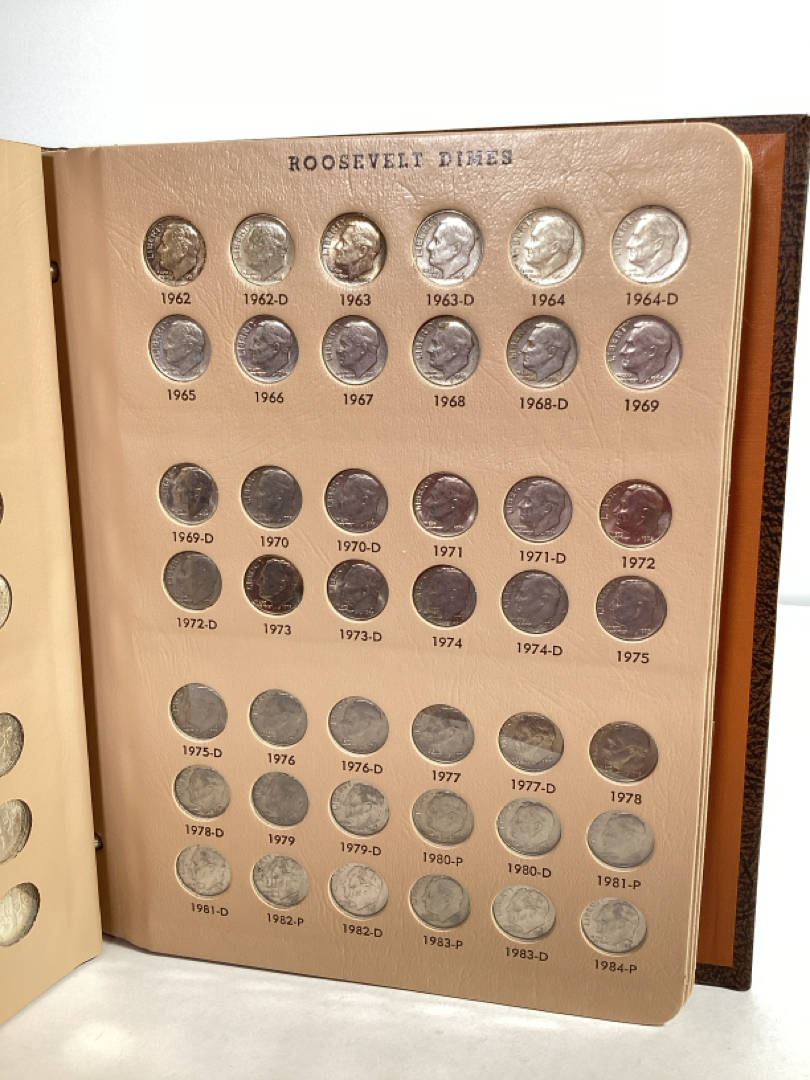 ROOSEVELT DIMES
1962 1962-D 1963 1963-D 1964 1964-D
1965 1966 1967 1968 1968-D 1969
1969-D 1970 1970-D 1971 1971-D 1972
1972-D 1973 1973-D 1974 1974-D 1975
1975-D 1976 1976-D 1977 1977-D 1978
1978-D 1979 1979-D 1980-P 1980-D 1981-P
1981-D 1982-P 1982-D 1983-P 1983-D 1984-P